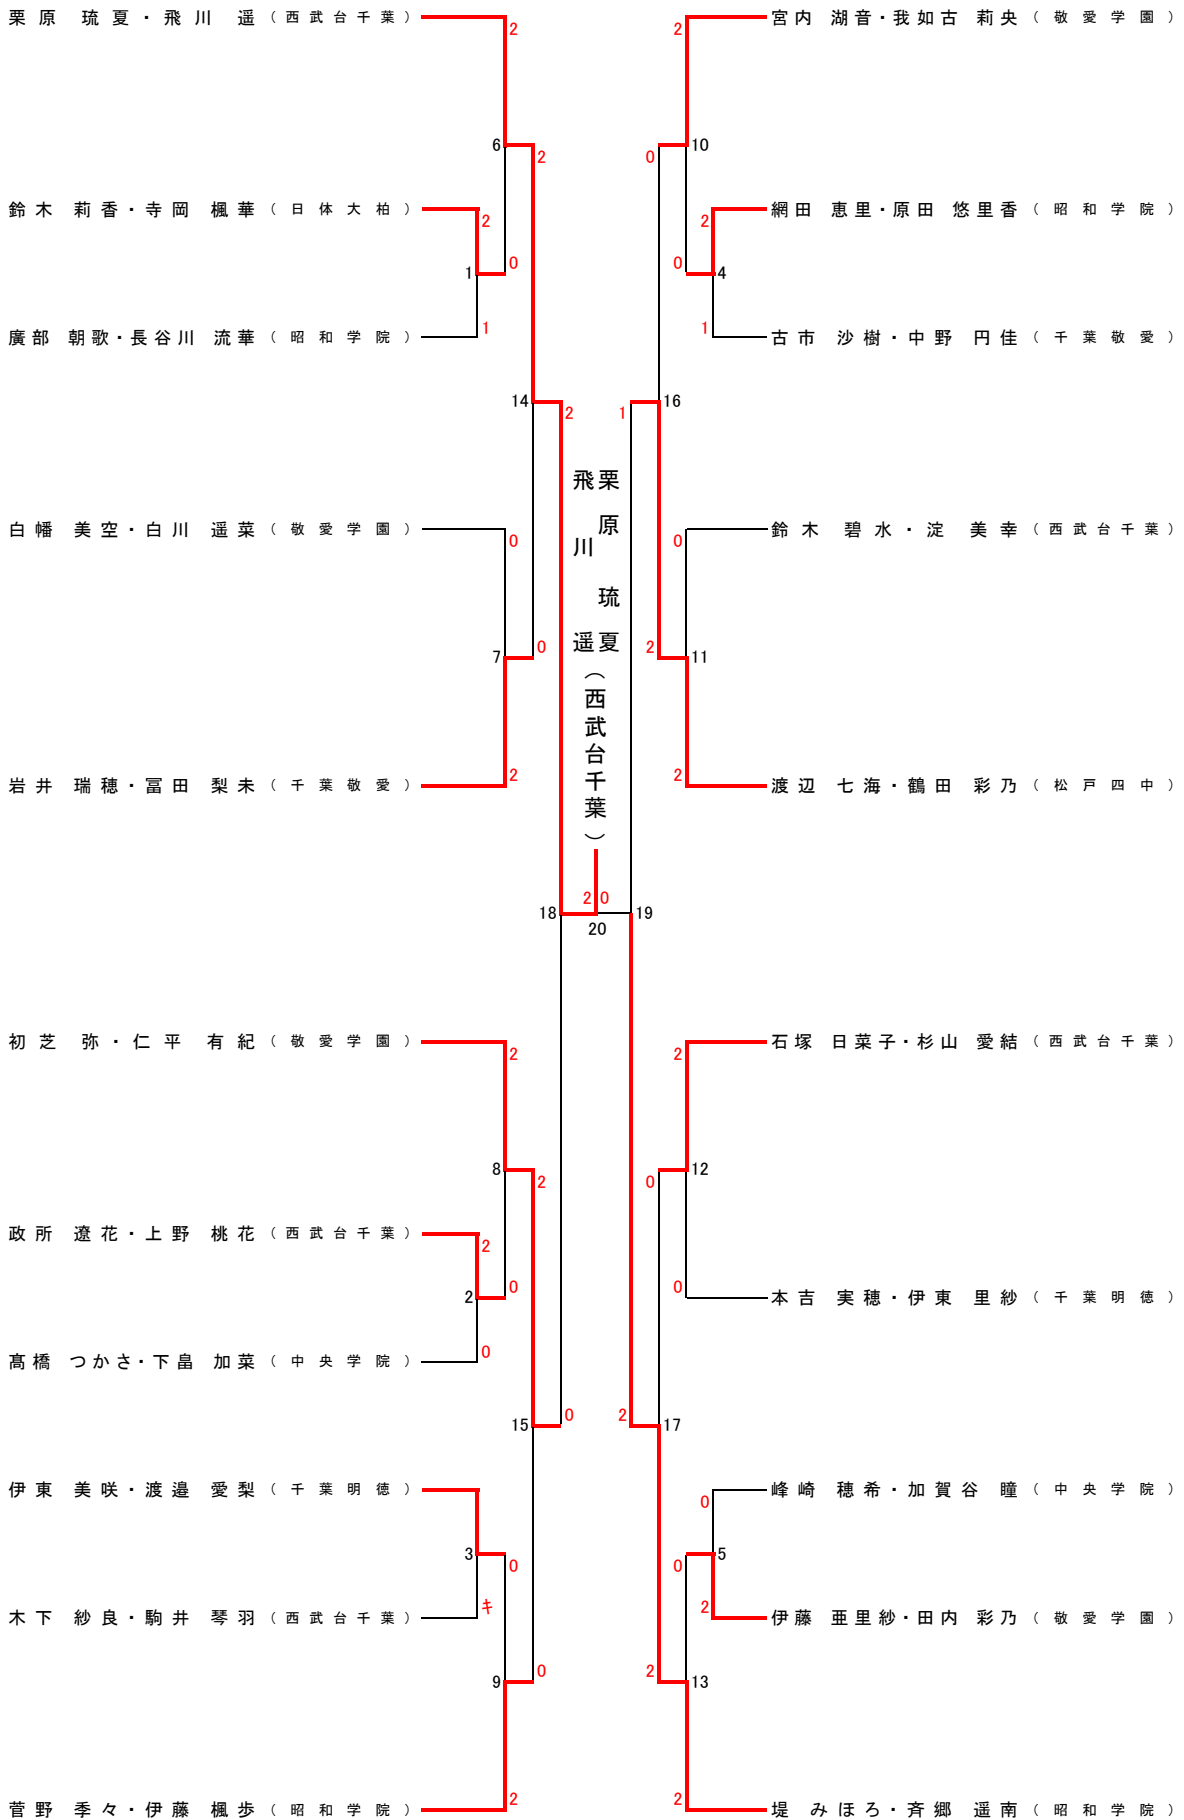 栗原 琉夏・飛川 遥（西武台千葉）
2
6
2
鈴木 莉香・寺岡 楓華（日体大柏）
2
1
0
廣部 朝歌・長谷川 流華（昭和学院）
1
14
2
白幡 美空・白川 遥菜（敬愛学園）
0
7
0
岩井 瑞穂・冨田 梨未（千葉敬愛）
2
18
初芝 弥・仁平 有紀（敬愛学園）
2
8
2
政所 遼花・上野 桃花（西武台千葉）
2
2
0
髙橋 つかさ・下畠 加菜（中央学院）
0
15
0
伊東 美咲・渡邉 愛梨（千葉明徳）
3
0
木下 紗良・駒井 琴羽（西武台千葉）
キ
9
0
菅野 季々・伊藤 楓歩（昭和学院）
2
栗原 琉夏
飛川 遥
（西武台千葉）
2 0
20
宮内 湖音・我如古 莉央（敬愛学園）
2
0
10
網田 恵里・原田 悠里香（昭和学院）
2
0
4
古市 沙樹・中野 円佳（千葉敬愛）
1
1
16
鈴木 碧水・淀 美幸（西武台千葉）
0
2
11
渡辺 七海・鶴田 彩乃（松戸四中）
2
19
石塚 日菜子・杉山 愛結（西武台千葉）
2
0
12
本吉 実穂・伊東 里紗（千葉明徳）
0
2
17
峰崎 穂希・加賀谷 瞳（中央学院）
0
0
5
伊藤 亜里紗・田内 彩乃（敬愛学園）
2
2
13
堤 みほろ・斉郷 遥南（昭和学院）
2